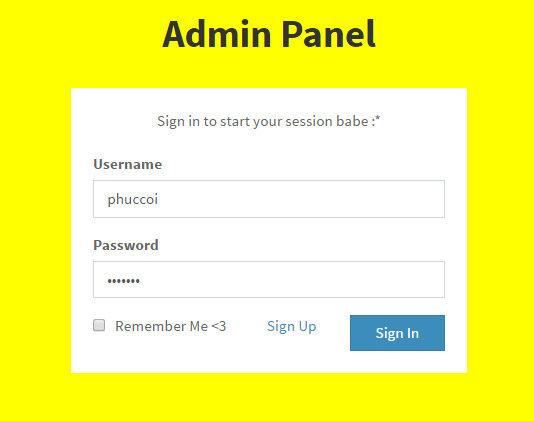 Admin Panel
Sign in to start your session babe :*
Username
phuccoi
Password
•••••••
Remember Me <3 Sign Up Sign In